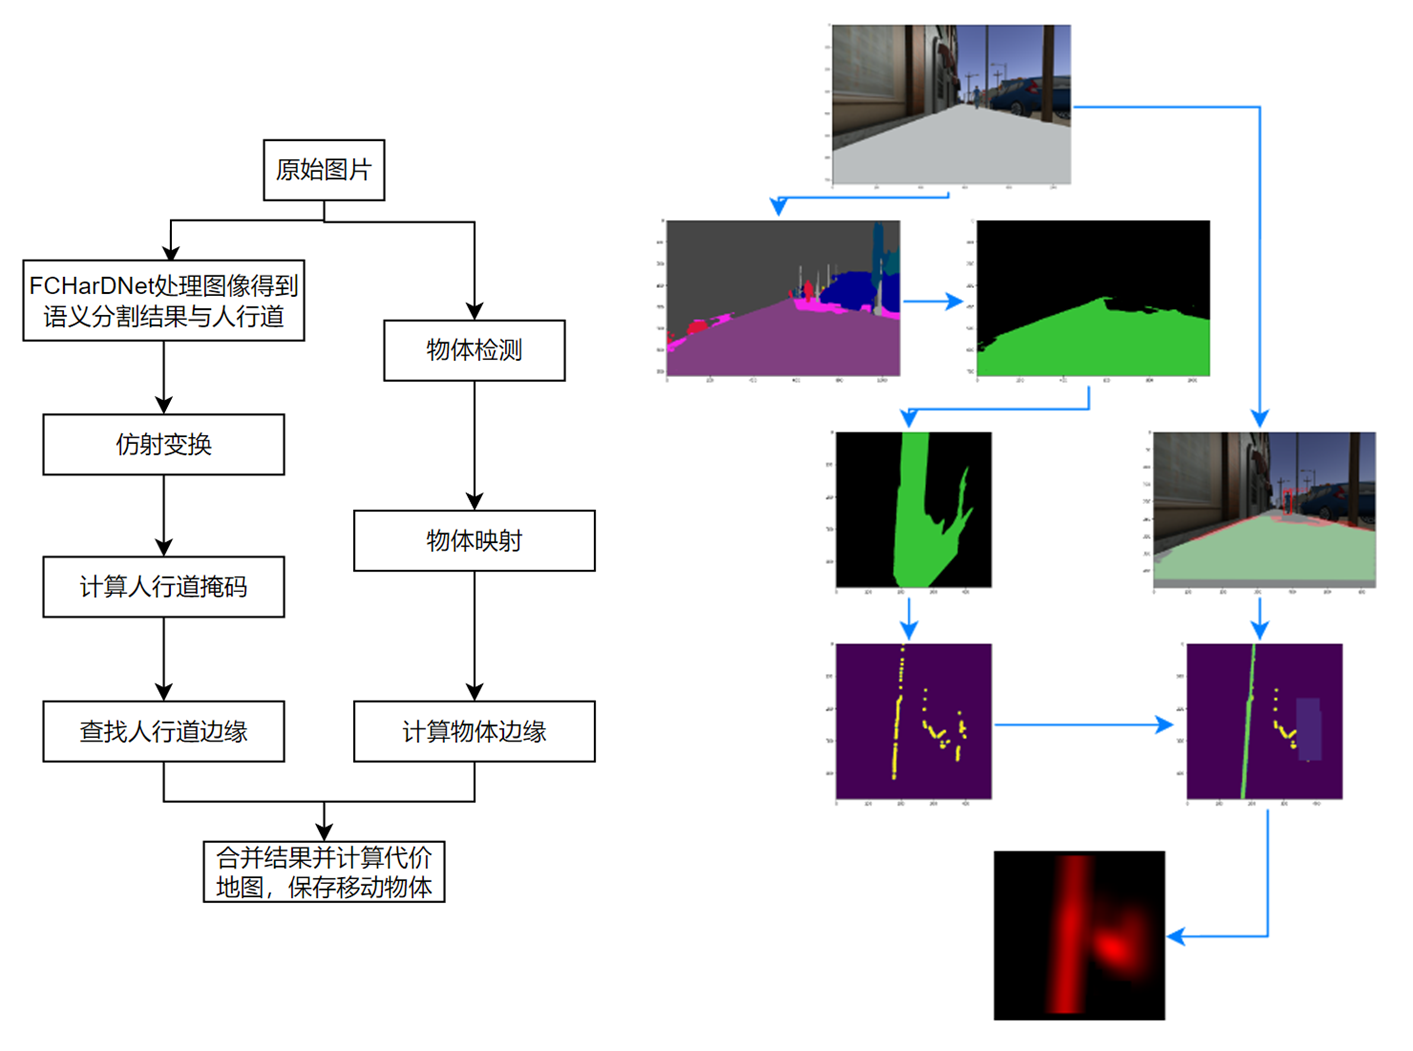 原始图片
FCHarDNet处理图像得到
语义分割结果与人行道
物体检测
仿射变换
物体映射
计算人行道掩码
查找人行道边缘
计算物体边缘
合并结果并计算代价
地图，保存移动物体